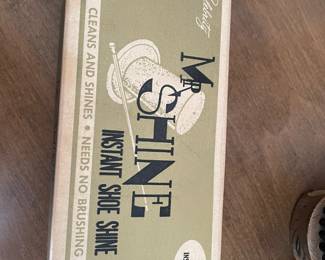 MR
SHINE
INSTANT SHOE SHINE
CLEANS AND SHINES • NEEDS NO BRUSHING